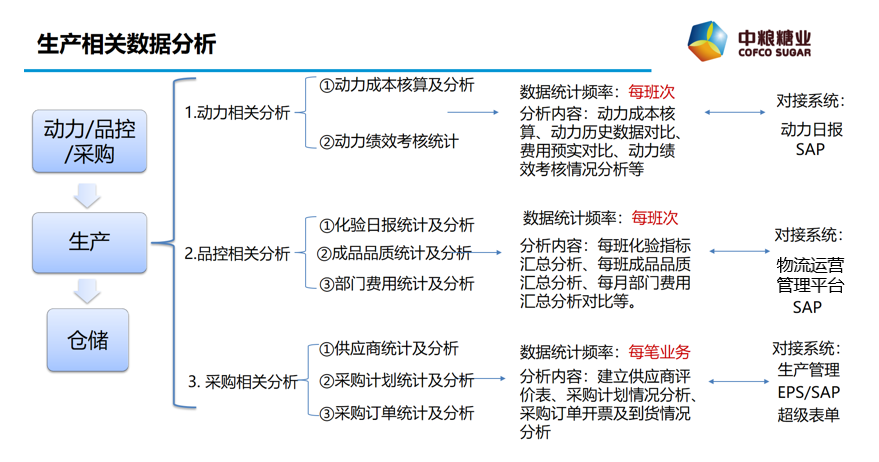 生产相关数据分析
中粮糖业
COFCO SUGAR
动力/品控
/采购
生产
仓储
1.动力相关分析
①动力成本核算及分析
②动力绩效考核统计
数据统计频率：每班次
分析内容：动力成本核
算、动力历史数据对比、
费用预实对比、动力绩
效考核情况分析等
对接系统：
动力日报
SAP
2.品控相关分析
①化验日报统计及分析
②成品品质统计及分析
③部门费用统计及分析
数据统计频率：每班次
分析内容：每班化验指标
汇总分析、每班成品品质
汇总分析、每月部门费用
汇总分析对比等。
对接系统：
物流运营
管理平台
SAP
3. 采购相关分析
①供应商统计及分析
②采购计划统计及分析
③采购订单统计及分析
数据统计频率：每笔业务
分析内容：建立供应商评
价表、采购计划情况分析、
采购订单开票及到货情况
分析
对接系统：
生产管理
EPS/SAP
超级表单